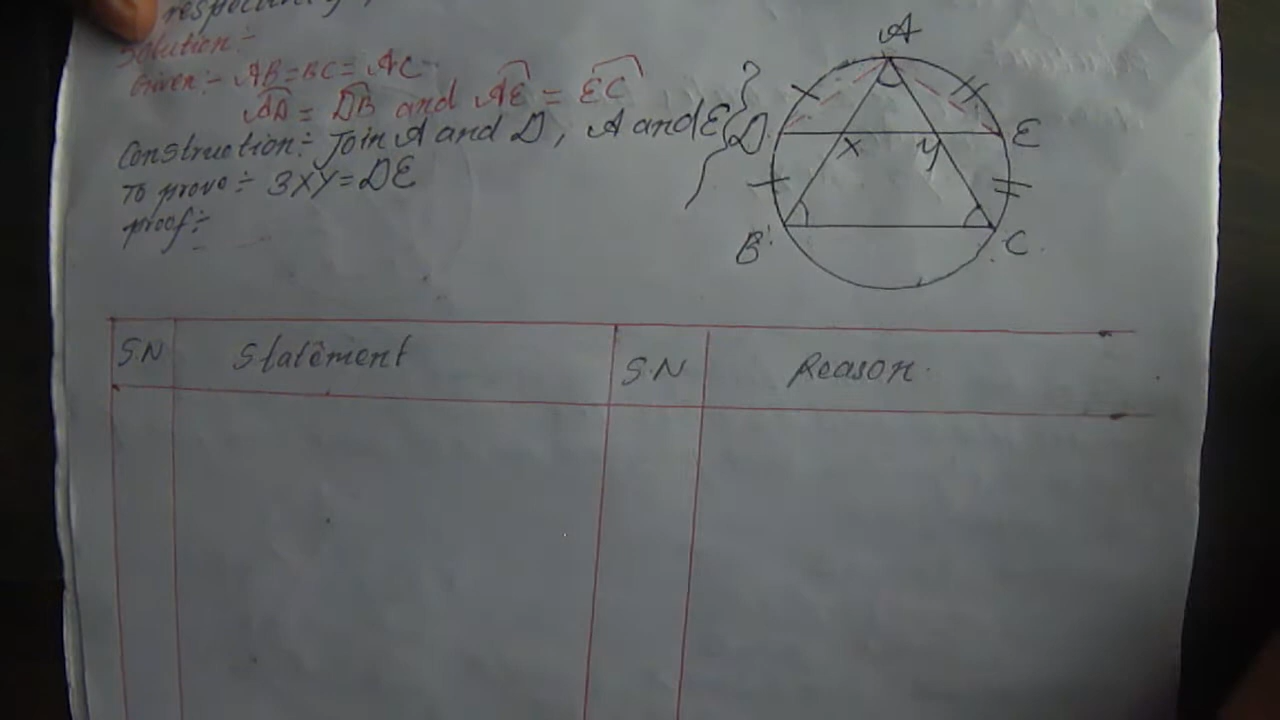 respectively,
Solution:-
Given:- AB=BC=AC
AD = DB and AE = EC
Construction:- Join A and D, A and E
To prove:- 3XY=DE
proof:-
A
D
E
X
Y
B
C
S.N Statement S.N Reason